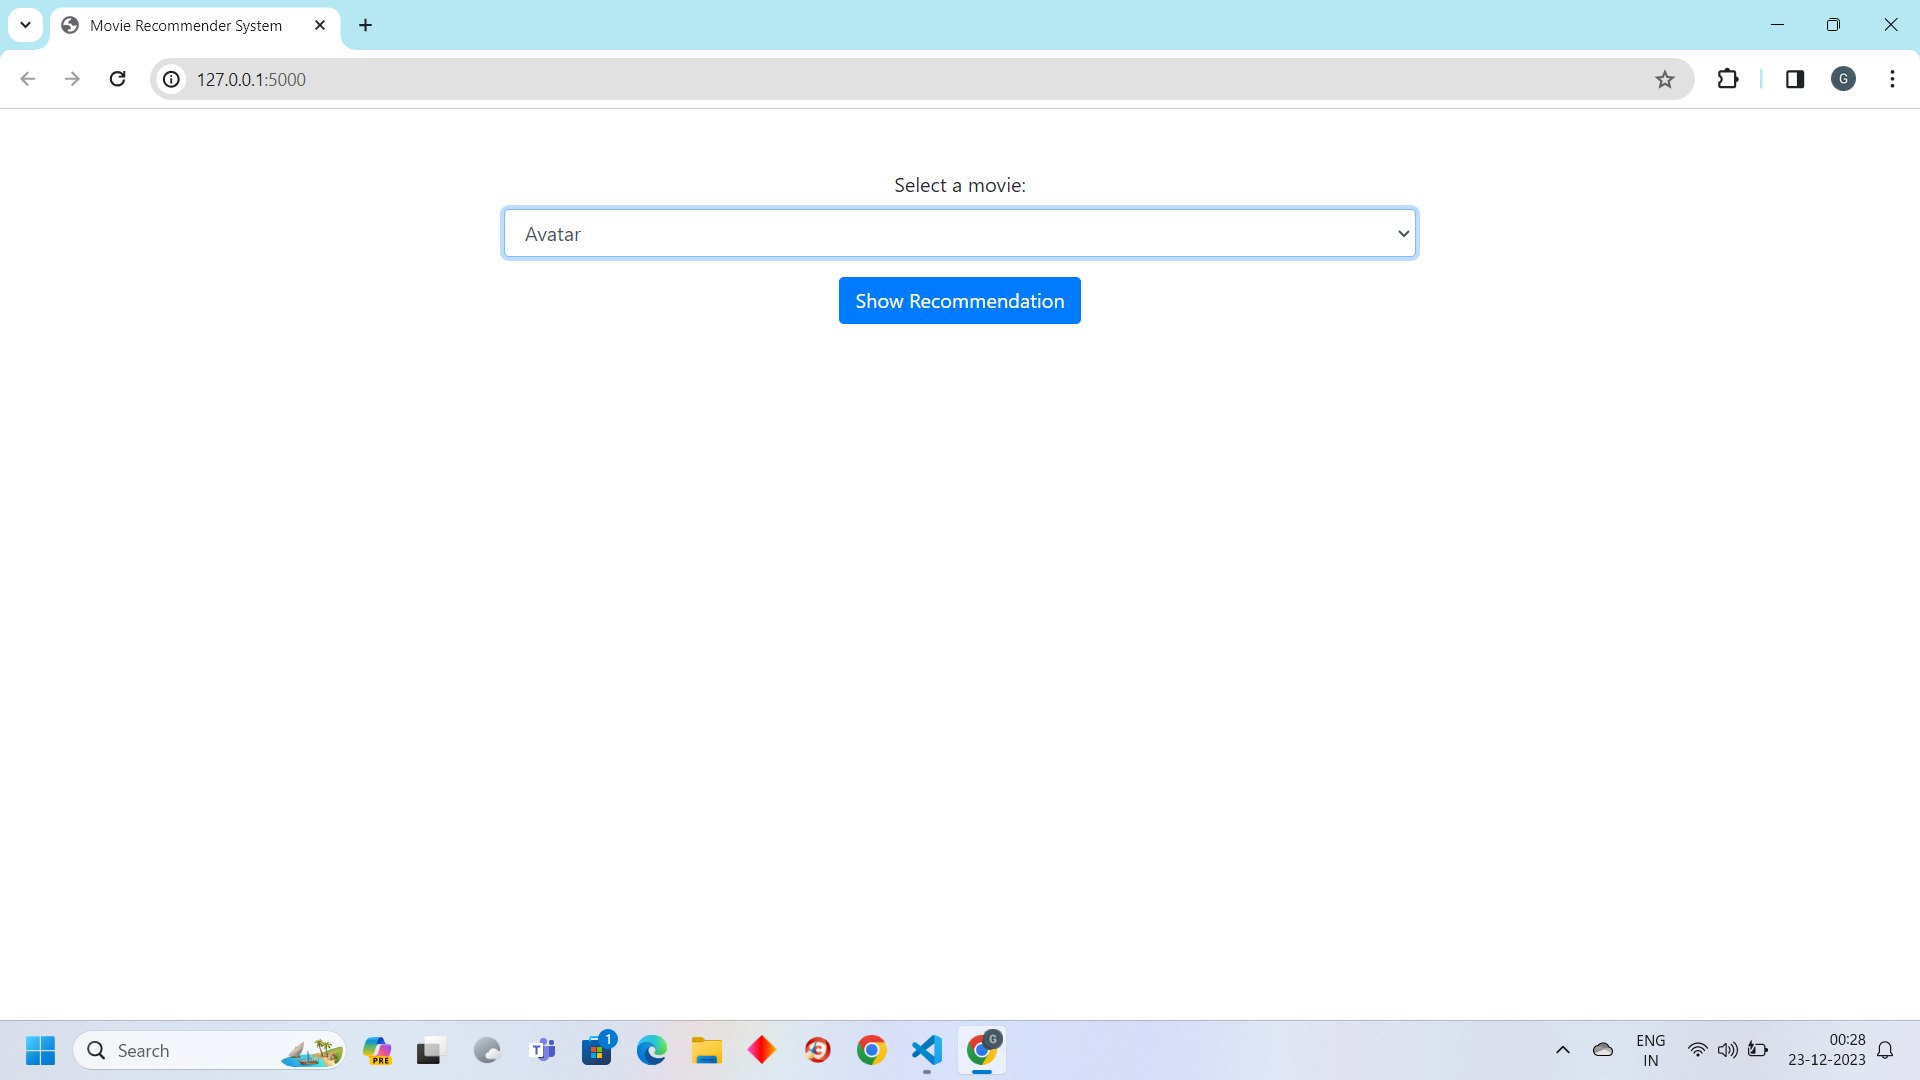 Movie Recommender System
127.0.0.1:5000
G
Select a movie:
Avatar
Show Recommendation
Search
PRE
T
1
G
ENG
IN
00:28
23-12-2023